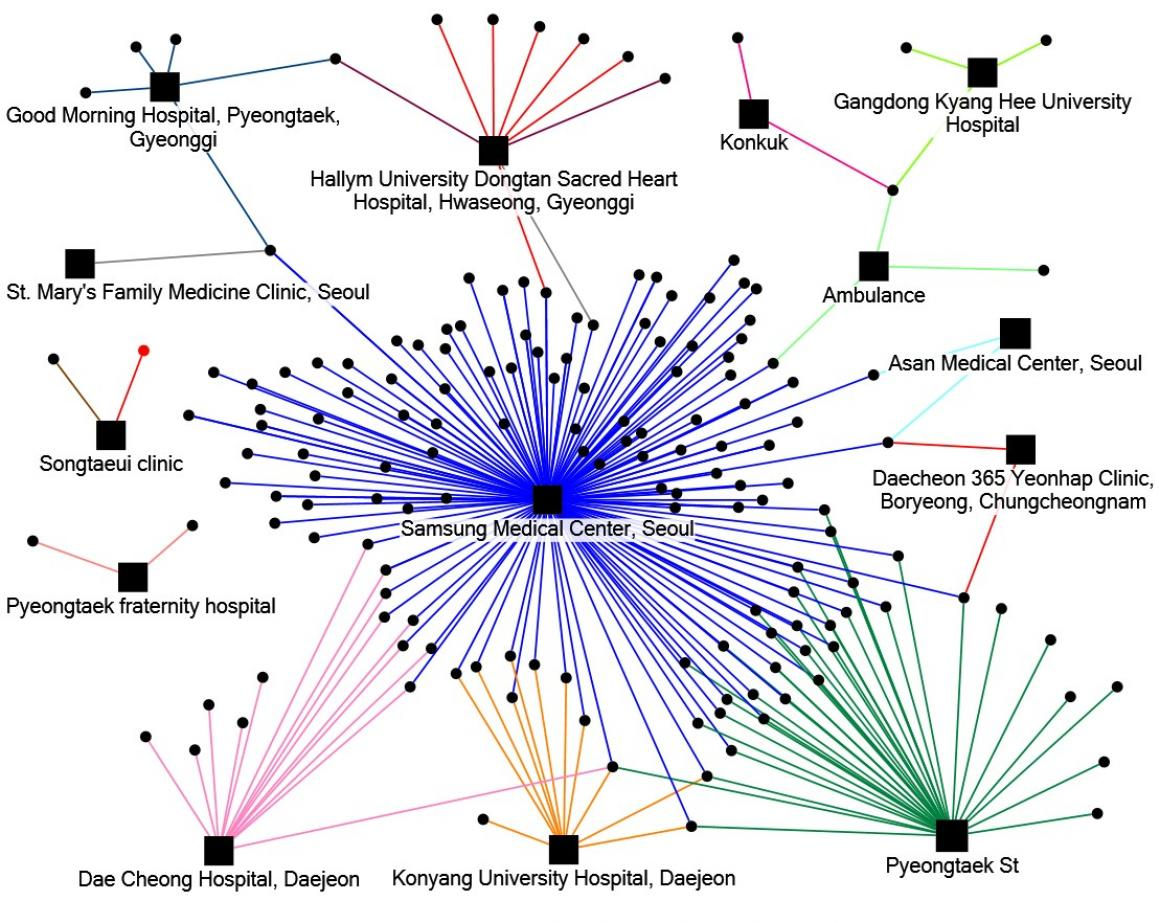 Good Morning Hospital, Pyeongtaek,
Gyeonggi
Hallym University Dongtan Sacred Heart
Hospital, Hwaseong, Gyeonggi
Konkuk
Gangdong Kyang Hee University
Hospital
St. Mary's Family Medicine Clinic, Seoul
Ambulance
Asan Medical Center, Seoul
Songtaeui clinic
Daecheon 365 Yeonhap Clinic,
Boryeong, Chungcheongnam
Samsung Medical Center, Seoul
Pyeongtaek fraternity hospital
Dae Cheong Hospital, Daejeon
Konyang University Hospital, Daejeon
Pyeongtaek St